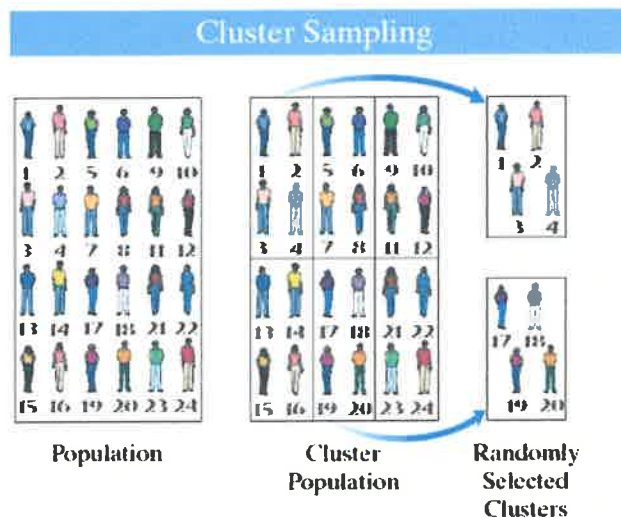 Cluster Sampling
1 2 5 6 9 10
3 4 7 8 11 12
13 14 17 18 21 22
15 16 19 20 23 24
Population
1 2 5 6 9 10
3 4 7 8 11 12
13 14 17 18 21 22
15 16 19 20 23 24
Cluster
Population
1 2
3 4
17 18
19 20
Randomly
Selected
Clusters